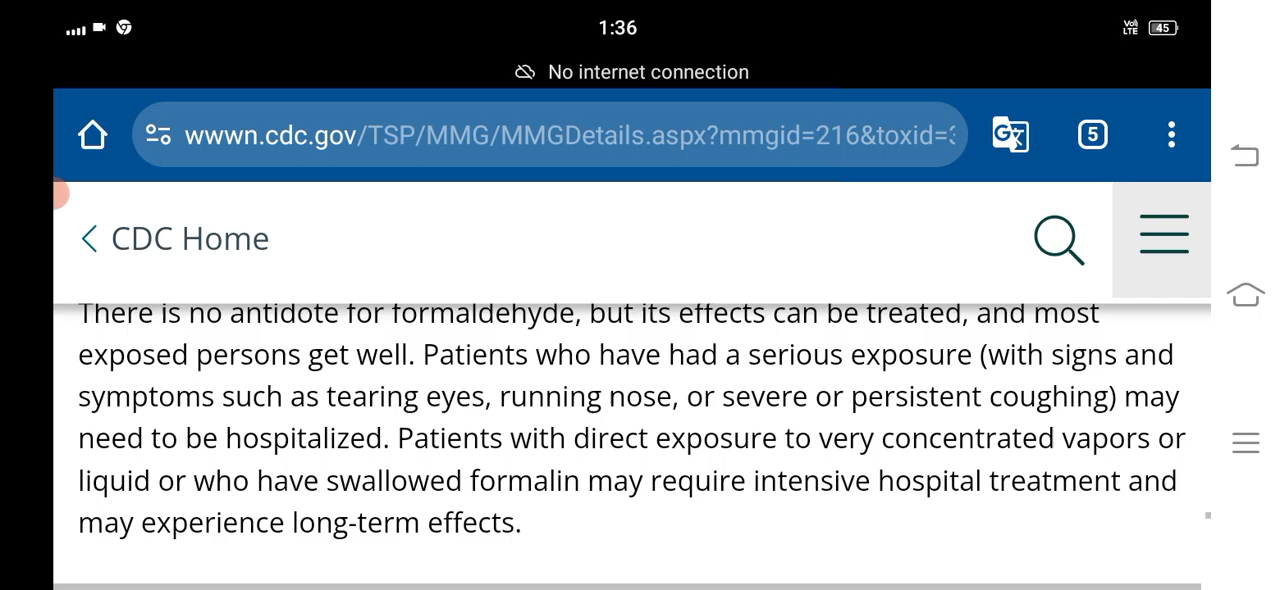 1:36
Vo) LTE
45
No internet connection
wwwn.cdc.gov/TSP/MMG/MMGDetails.aspx?mmgid=216&toxid=
5
CDC Home
There is no antidote for formaldehyde, but its effects can be treated, and most
exposed persons get well. Patients who have had a serious exposure (with signs and
symptoms such as tearing eyes, running nose, or severe or persistent coughing) may
need to be hospitalized. Patients with direct exposure to very concentrated vapors or
liquid or who have swallowed formalin may require intensive hospital treatment and
may experience long-term effects.